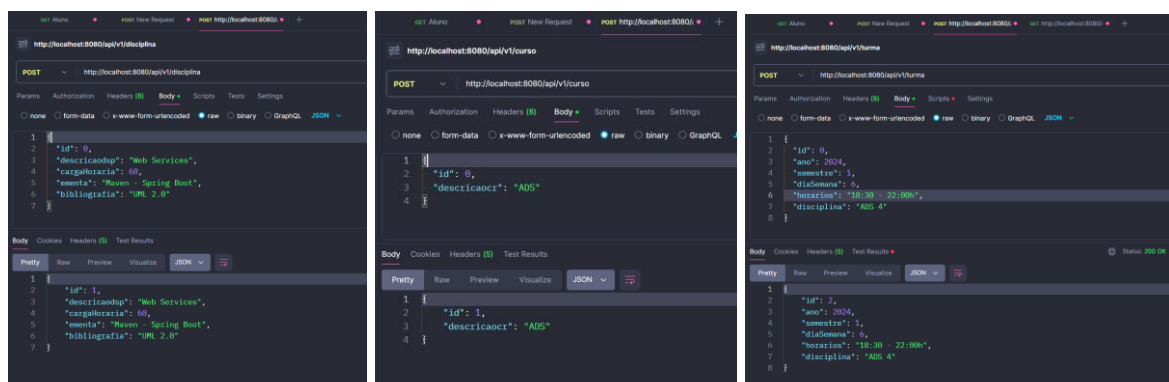 GET Aluno POST New Request POST http://localhost:8080/
http://localhost:8080/api/v1/disciplina
POST http://localhost:8080/api/v1/disciplina
Params Authorization Headers (8) Body Scripts Tests Settings
none form-data x-www-form-urlencoded raw binary GraphQL JSON
1 {
2 "id": 0,
3 "descricaodsp": "Web Services",
4 "cargaHoraria": 60,
5 "ementa": "Maven - Spring Boot",
6 "bibliografia": "UML 2.0"
7 }
Body Cookies Headers (5) Test Results
Pretty Raw Preview Visualize JSON
1 {
2 "id": 1,
3 "descricaodsp": "Web Services",
4 "cargaHoraria": 60,
5 "ementa": "Maven - Spring Boot",
6 "bibliografia": "UML 2.0"
7 }
GET Aluno POST New Request POST http://localhost:8080/ +
http://localhost:8080/api/v1/curso
POST http://localhost:8080/api/v1/curso
Params Authorization Headers (8) Body Scripts Tests Settings
none form-data x-www-form-urlencoded raw binary GraphQL
1 {
2 "id": 0,
3 "descricaocr": "ADS"
4 }
Body Cookies Headers (5) Test Results
Pretty Raw Preview Visualize JSON
1 {
2 "id": 1,
3 "descricaocr": "ADS"
4 }
GET Aluno POST New Request POST http://localhost:8080/ GET http://localhost:8080/ +
http://localhost:8080/api/v1/turma
POST http://localhost:8080/api/v1/turma
Params Authorization Headers (8) Body Scripts Settings
none form-data x-www-form-urlencoded raw binary GraphQL JSON
1 {
2 "id": 0,
3 "ano": 2024,
4 "semestre": 1,
5 "diaSemana": 6,
6 "horarios": "18:30 - 22:00h",
7 "disciplina": "ADS 4"
8 }
Body Cookies Headers (5) Test Results Status: 200 OK
Pretty Raw Preview Visualize JSON
1 {
2 "id": 2,
3 "ano": 2024,
4 "semestre": 1,
5 "diaSemana": 6,
6 "horarios": "18:30 - 22:00h",
7 "disciplina": "ADS 4"
8 }